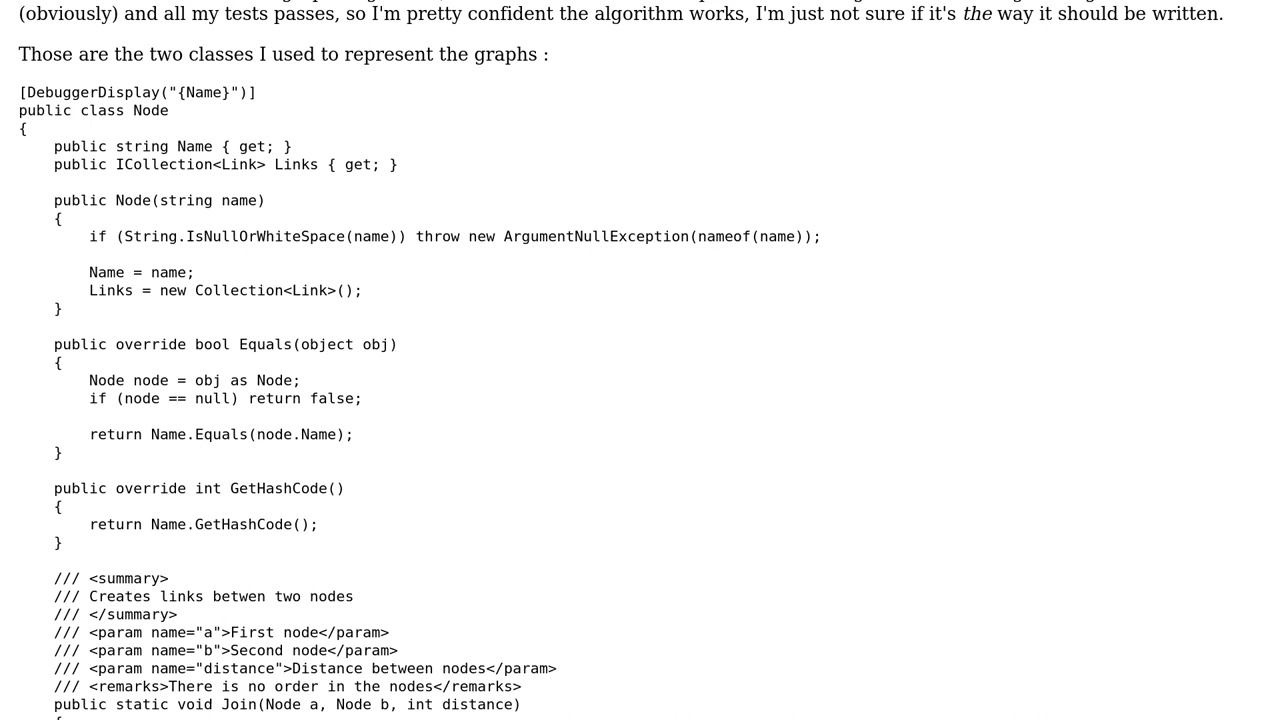 (obviously) and all my tests passes, so I'm pretty confident the algorithm works, I'm just not sure if it's the way it should be written.
Those are the two classes I used to represent the graphs :
[DebuggerDisplay("{Name}")]
public class Node
{
    public string Name { get; }
    public ICollection<Link> Links { get; }

    public Node(string name)
    {
        if (String.IsNullOrWhiteSpace(name)) throw new ArgumentNullException(nameof(name));

        Name = name;
        Links = new Collection<Link>();
    }

    public override bool Equals(object obj)
    {
        Node node = obj as Node;
        if (node == null) return false;

        return Name.Equals(node.Name);
    }

    public override int GetHashCode()
    {
        return Name.GetHashCode();
    }

    /// <summary>
    /// Creates links betwen two nodes
    /// </summary>
    /// <param name="a">First node</param>
    /// <param name="b">Second node</param>
    /// <param name="distance">Distance between nodes</param>
    /// <remarks>There is no order in the nodes</remarks>
    public static void Join(Node a, Node b, int distance)